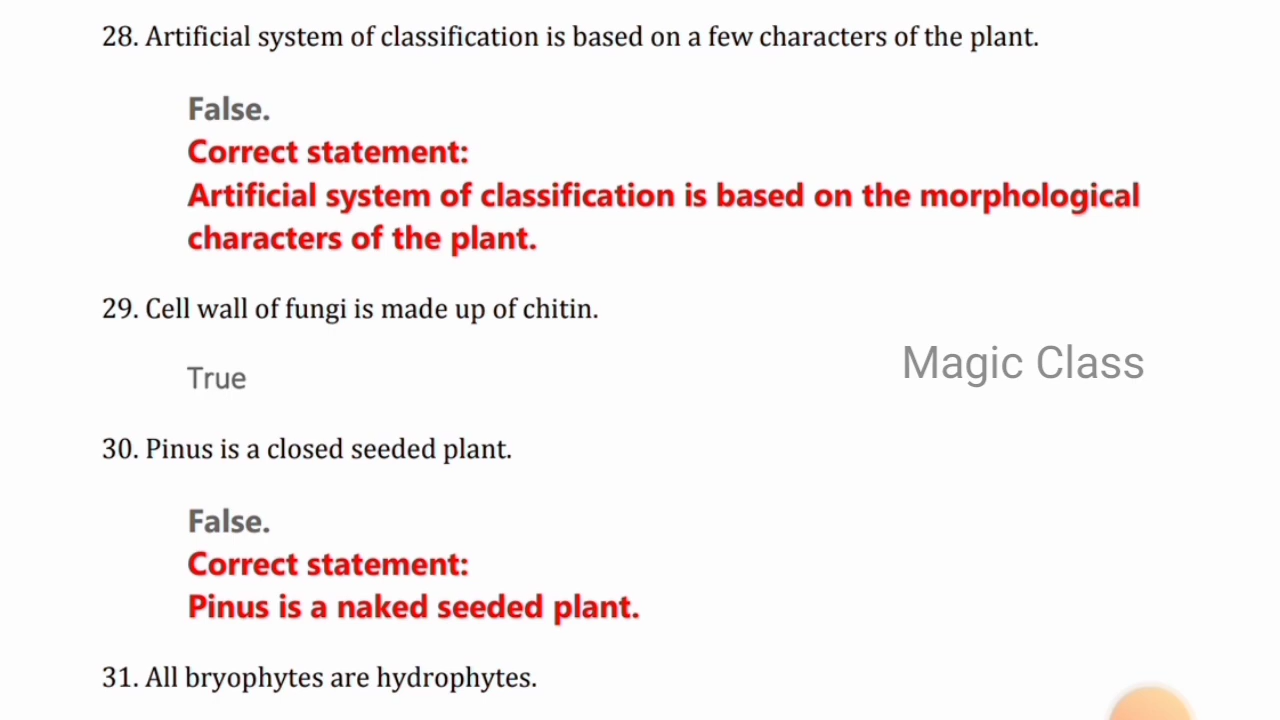 28. Artificial system of classification is based on a few characters of the plant.
False.
Correct statement:
Artificial system of classification is based on the morphological
characters of the plant.
29. Cell wall of fungi is made up of chitin.
Magic Class
True
30. Pinus is a closed seeded plant.
False.
Correct statement:
Pinus is a naked seeded plant.
31. All bryophytes are hydrophytes.